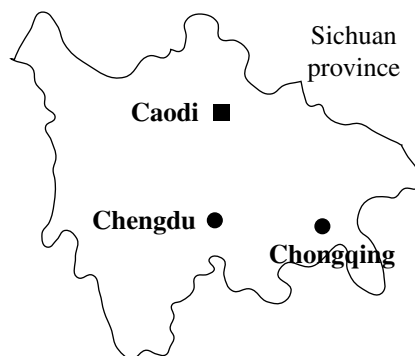 Sichuan
province
Caodi
Chengdu
Chongqing